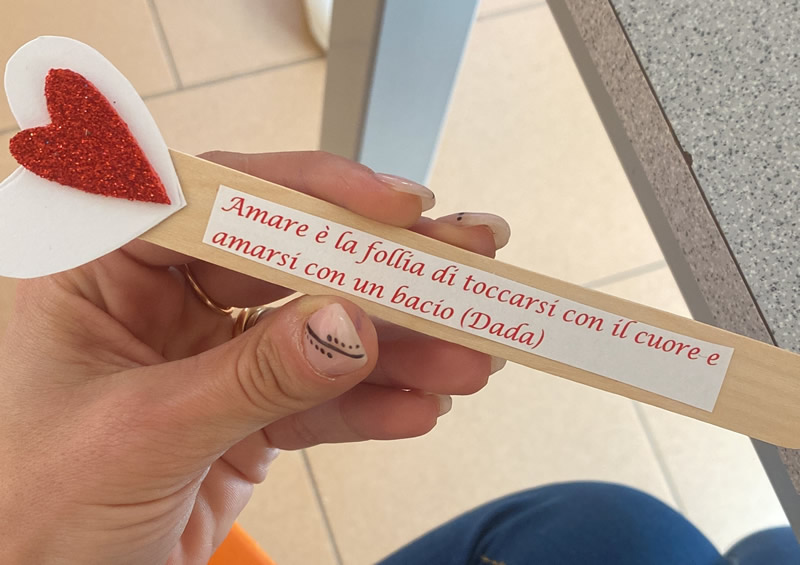 Amare è la follia di toccarsi con il cuore e
amarsi con un bacio (Dada)